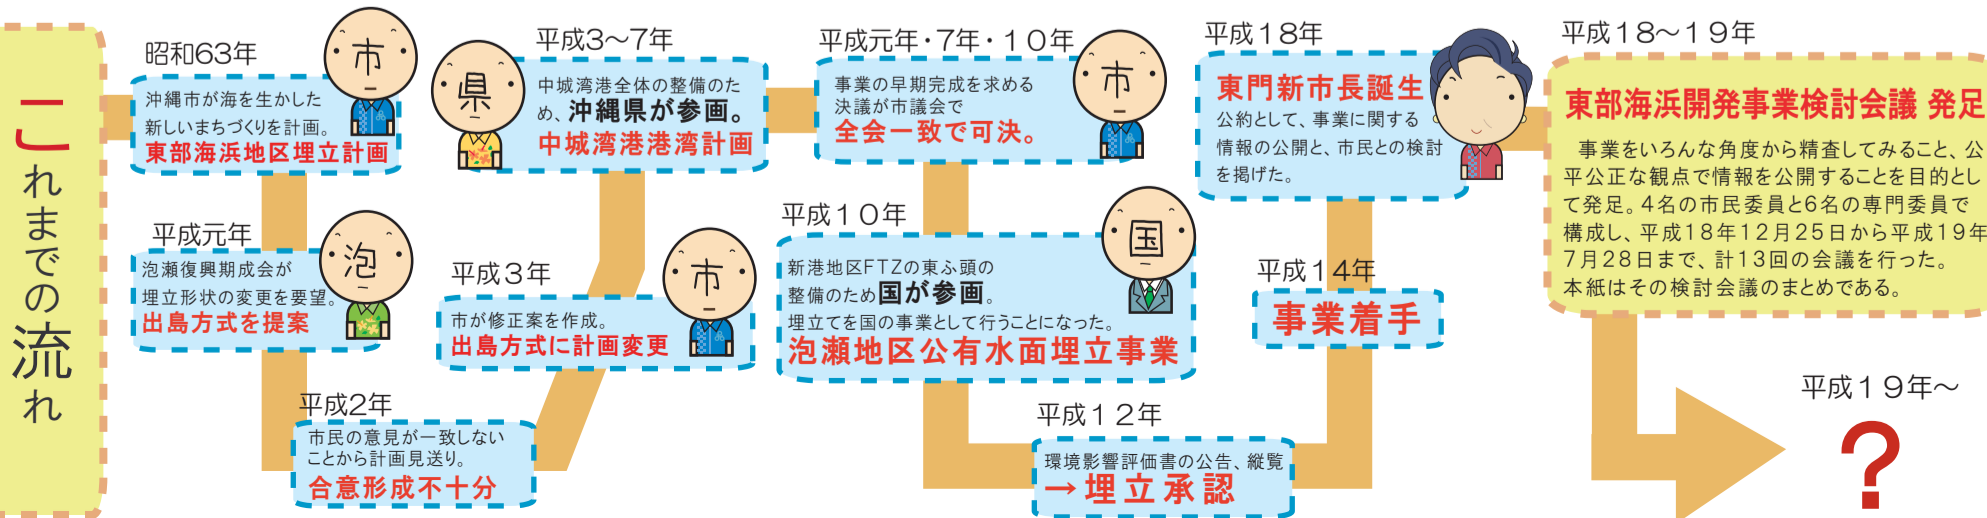 これまでの流れ
昭和63年
市
沖縄市が海を生かした
新しいまちづくりを計画。
東部海浜地区埋立計画
平成元年
泡
泡瀬復興期成会が
埋立形状の変更を要望。
出島方式を提案
平成2年
市民の意見が一致しない
ことから計画見送り。
合意形成不十分
平成3年
市
市が修正案を作成。
出島方式に計画変更
平成3～7年
県
中城湾港全体の整備のた
め、沖縄県が参画。
中城湾港港湾計画
平成元年・7年・10年
市
事業の早期完成を求める
決議が市議会で
全会一致で可決。
平成10年
国
新港地区FTZの東ふ頭の
整備のため国が参画。
埋立てを国の事業として行うことになった。
泡瀬地区公有水面埋立事業
平成12年
環境影響評価書の公告、縦覧
→埋立承認
平成14年
事業着手
平成18年
東門新市長誕生
公約として、事業に関する
情報の公開と、市民との検討
を掲げた。
平成18～19年
東部海浜開発事業検討会議 発足
事業をいろんな角度から精査してみること、公
平公正な観点で情報を公開することを目的とし
て発足。4名の市民委員と6名の専門委員で
構成し、平成18年12月25日から平成19年
7月28日まで、計13回の会議を行った。
本紙はその検討会議のまとめである。
平成19年～
？